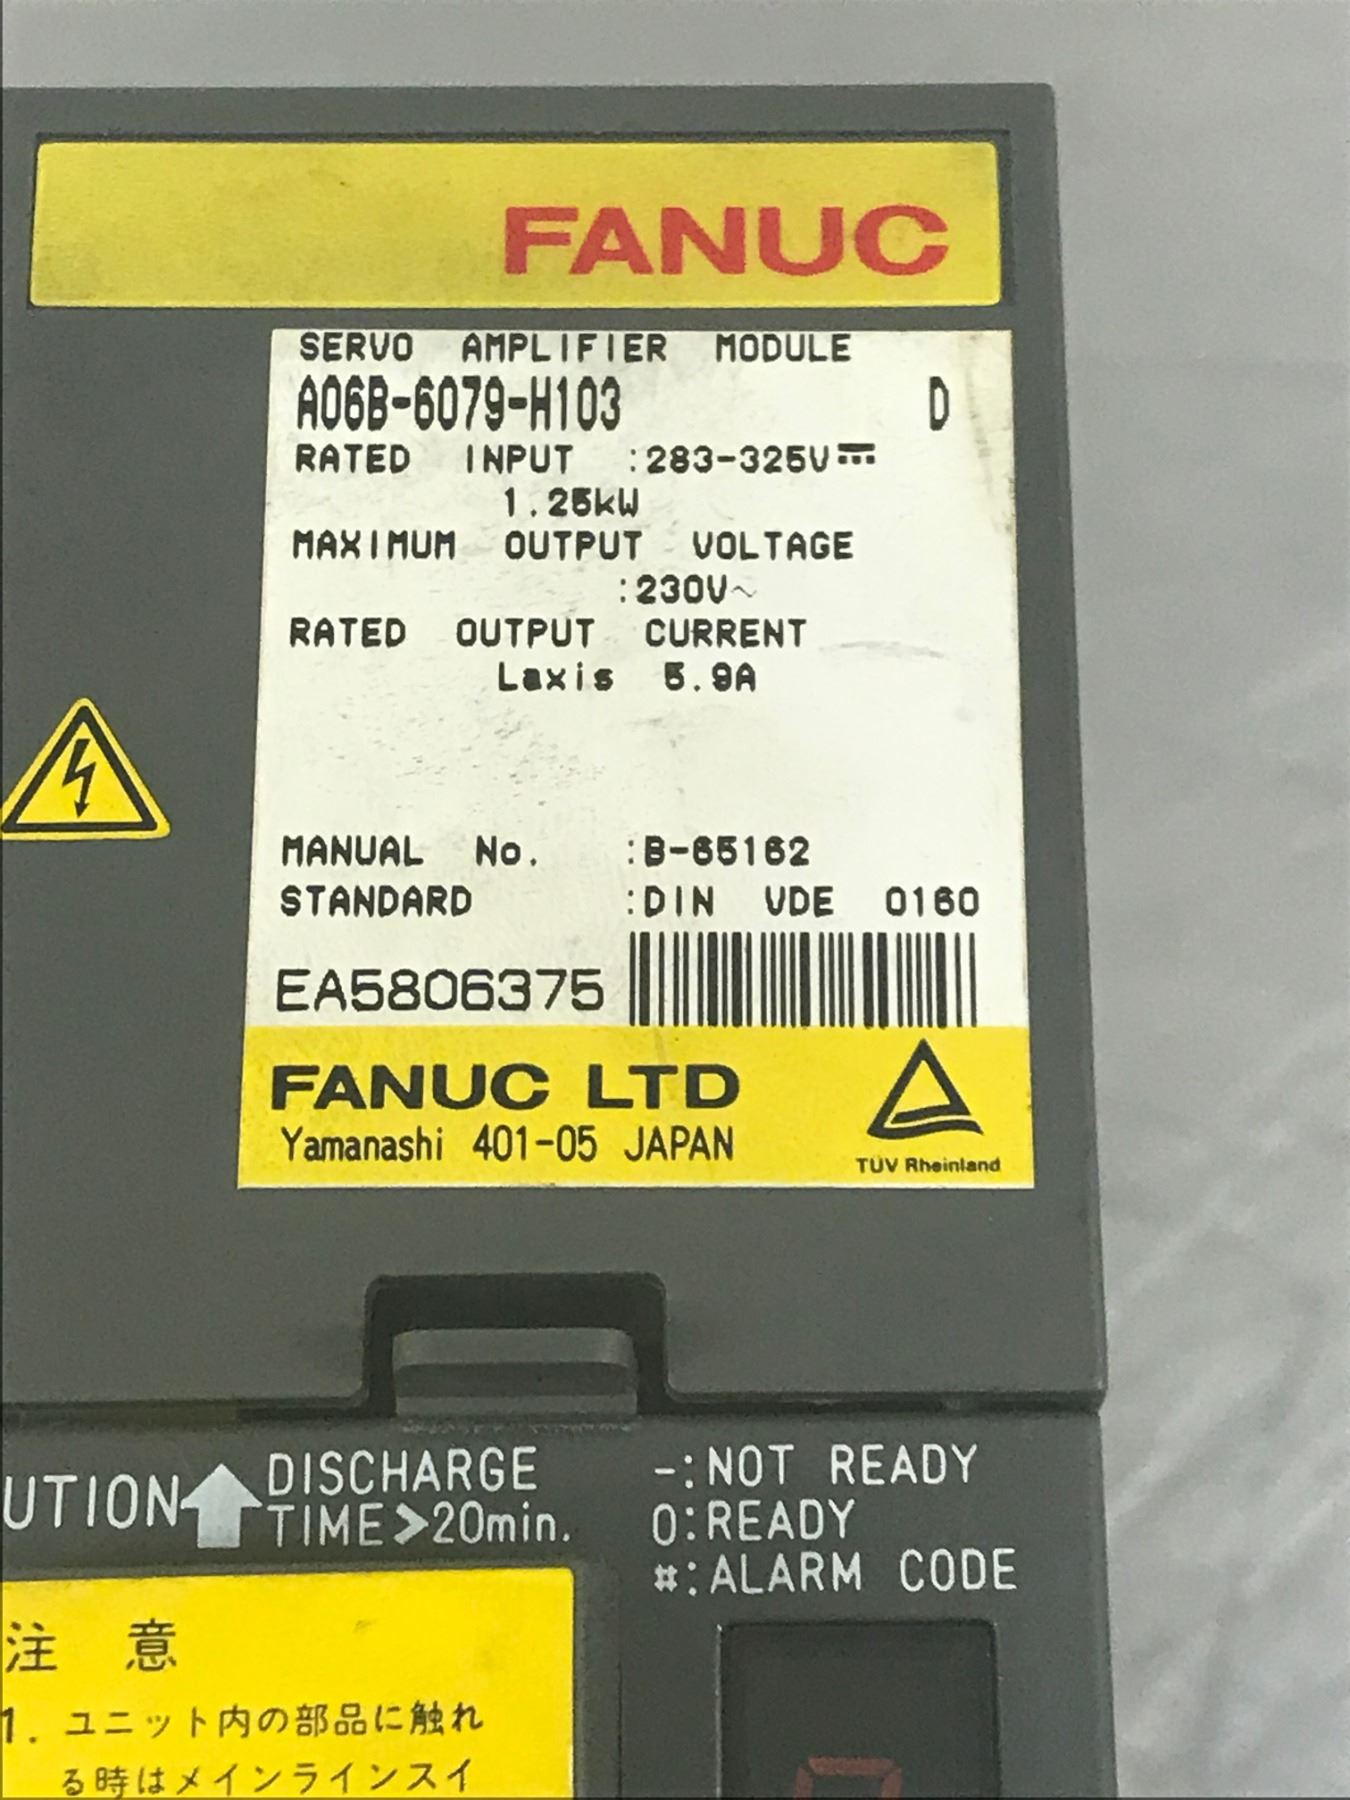 FANUC
SERVO AMPLIFIER MODULE
A06B-6079-H103 D
RATED INPUT :283-325V⎓
1.25kW
MAXIMUM OUTPUT VOLTAGE
:230V~
RATED OUTPUT CURRENT
Laxis 5.9A
MANUAL No. :B-65162
STANDARD :DIN VDE 0160
EA5806375
FANUC LTD
Yamanashi 401-05 JAPAN
TÜV Rheinland
UTION DISCHARGE
TIME>20min.
-:NOT READY
0:READY
#:ALARM CODE
注 意
1. ユニット内の部品に触れ
る時はメインラインスイ